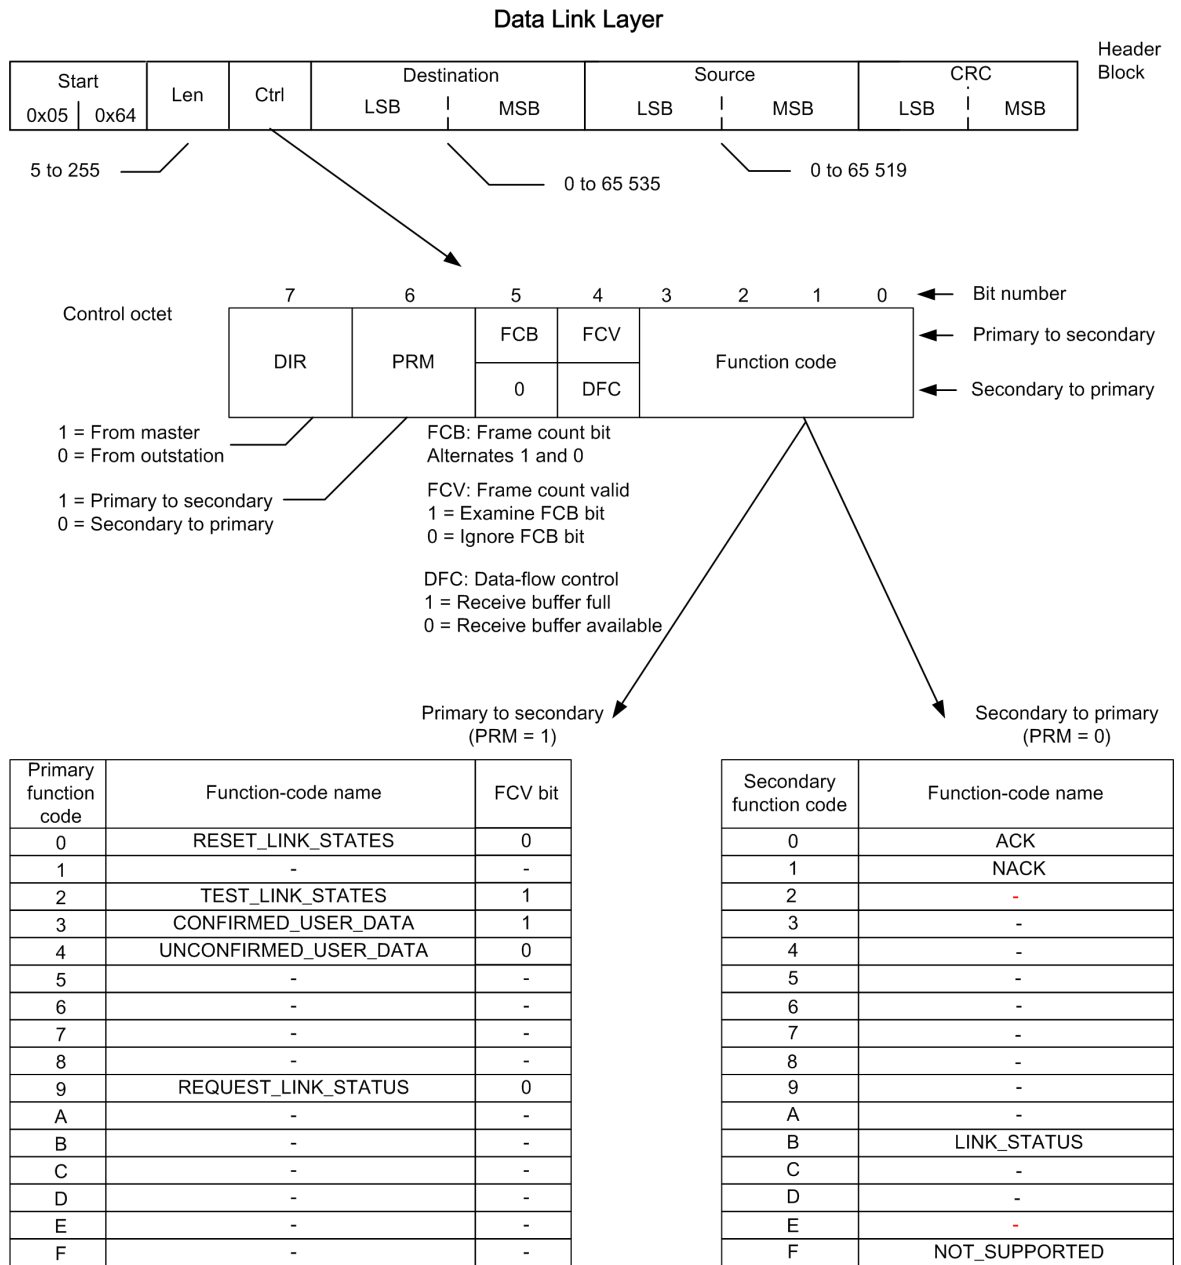 Data Link Layer
Header
Block
Start
0x05
0x64
Len
Ctrl
Destination
LSB
MSB
Source
LSB
MSB
CRC
LSB
MSB
5 to 255
0 to 65 535
0 to 65 519
Control octet
7 6 5 4 3 2 1 0
Bit number
DIR
PRM
FCB
FCV
0
DFC
Function code
Primary to secondary
Secondary to primary
1 = From master
0 = From outstation
1 = Primary to secondary
0 = Secondary to primary
FCB: Frame count bit
Alternates 1 and 0
FCV: Frame count valid
1 = Examine FCB bit
0 = Ignore FCB bit
DFC: Data-flow control
1 = Receive buffer full
0 = Receive buffer available
Primary to secondary
(PRM = 1)
Primary
function
code
Function-code name
FCV bit
0 RESET_LINK_STATES 0
1 - -
2 TEST_LINK_STATES 1
3 CONFIRMED_USER_DATA 1
4 UNCONFIRMED_USER_DATA 0
5 - -
6 - -
7 - -
8 - -
9 REQUEST_LINK_STATUS 0
A - -
B - -
C - -
D - -
E - -
F - -
Secondary to primary
(PRM = 0)
Secondary
function code
Function-code name
0 ACK
1 NACK
2 -
3 -
4 -
5 -
6 -
7 -
8 -
9 -
A -
B LINK_STATUS
C -
D -
E -
F NOT_SUPPORTED